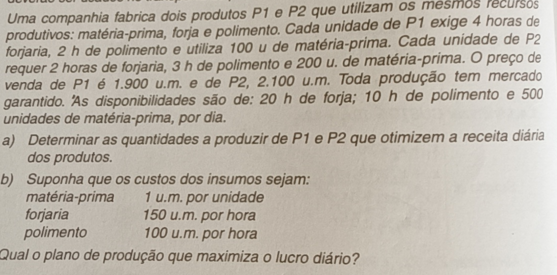 Uma companhia fabrica dois produtos P1 e P2 que utilizam os mesmos recursos
produtivos: matéria-prima, forja e polimento. Cada unidade de P1 exige 4 horas de
forjaria, 2 h de polimento e utiliza 100 u de matéria-prima. Cada unidade de P2
requer 2 horas de forjaria, 3 h de polimento e 200 u. de matéria-prima. O preço de
venda de P1 é 1.900 u.m. e de P2, 2.100 u.m. Toda produção tem mercado
garantido. As disponibilidades são de: 20 h de forja; 10 h de polimento e 500
unidades de matéria-prima, por dia.
a) Determinar as quantidades a produzir de P1 e P2 que otimizem a receita diária
dos produtos.
b) Suponha que os custos dos insumos sejam:
matéria-prima 1 u.m. por unidade
forjaria 150 u.m. por hora
polimento 100 u.m. por hora
Qual o plano de produção que maximiza o lucro diário?